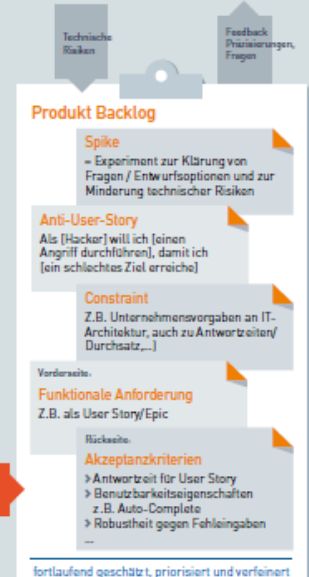 Technische
Risiken
Feedback
Präzisierungen,
Fragen
Produkt Backlog
Spike
= Experiment zur Klärung von
Fragen / Entwurfsoptionen und zur
Minderung technischer Risiken
Anti-User-Story
Als [Hacker] will ich [einen
Angriff durchführen], damit ich
[ein schlechtes Ziel erreiche]
Constraint
Z.B. Unternehmensvorgaben an IT-
Architektur, auch zu Antwortzeiten/
Durchsatz,...)
Vorderseite:
Funktionale Anforderung
Z.B. als User Story/Epic
Rückseite:
Akzeptanzkriterien
> Antwortzeit für User Story
> Benutzbarkeitseigenschaften
z.B. Auto-Complete
> Robustheit gegen Fehleingaben
...
fortlaufend geschätzt, priorisiert und verfeinert